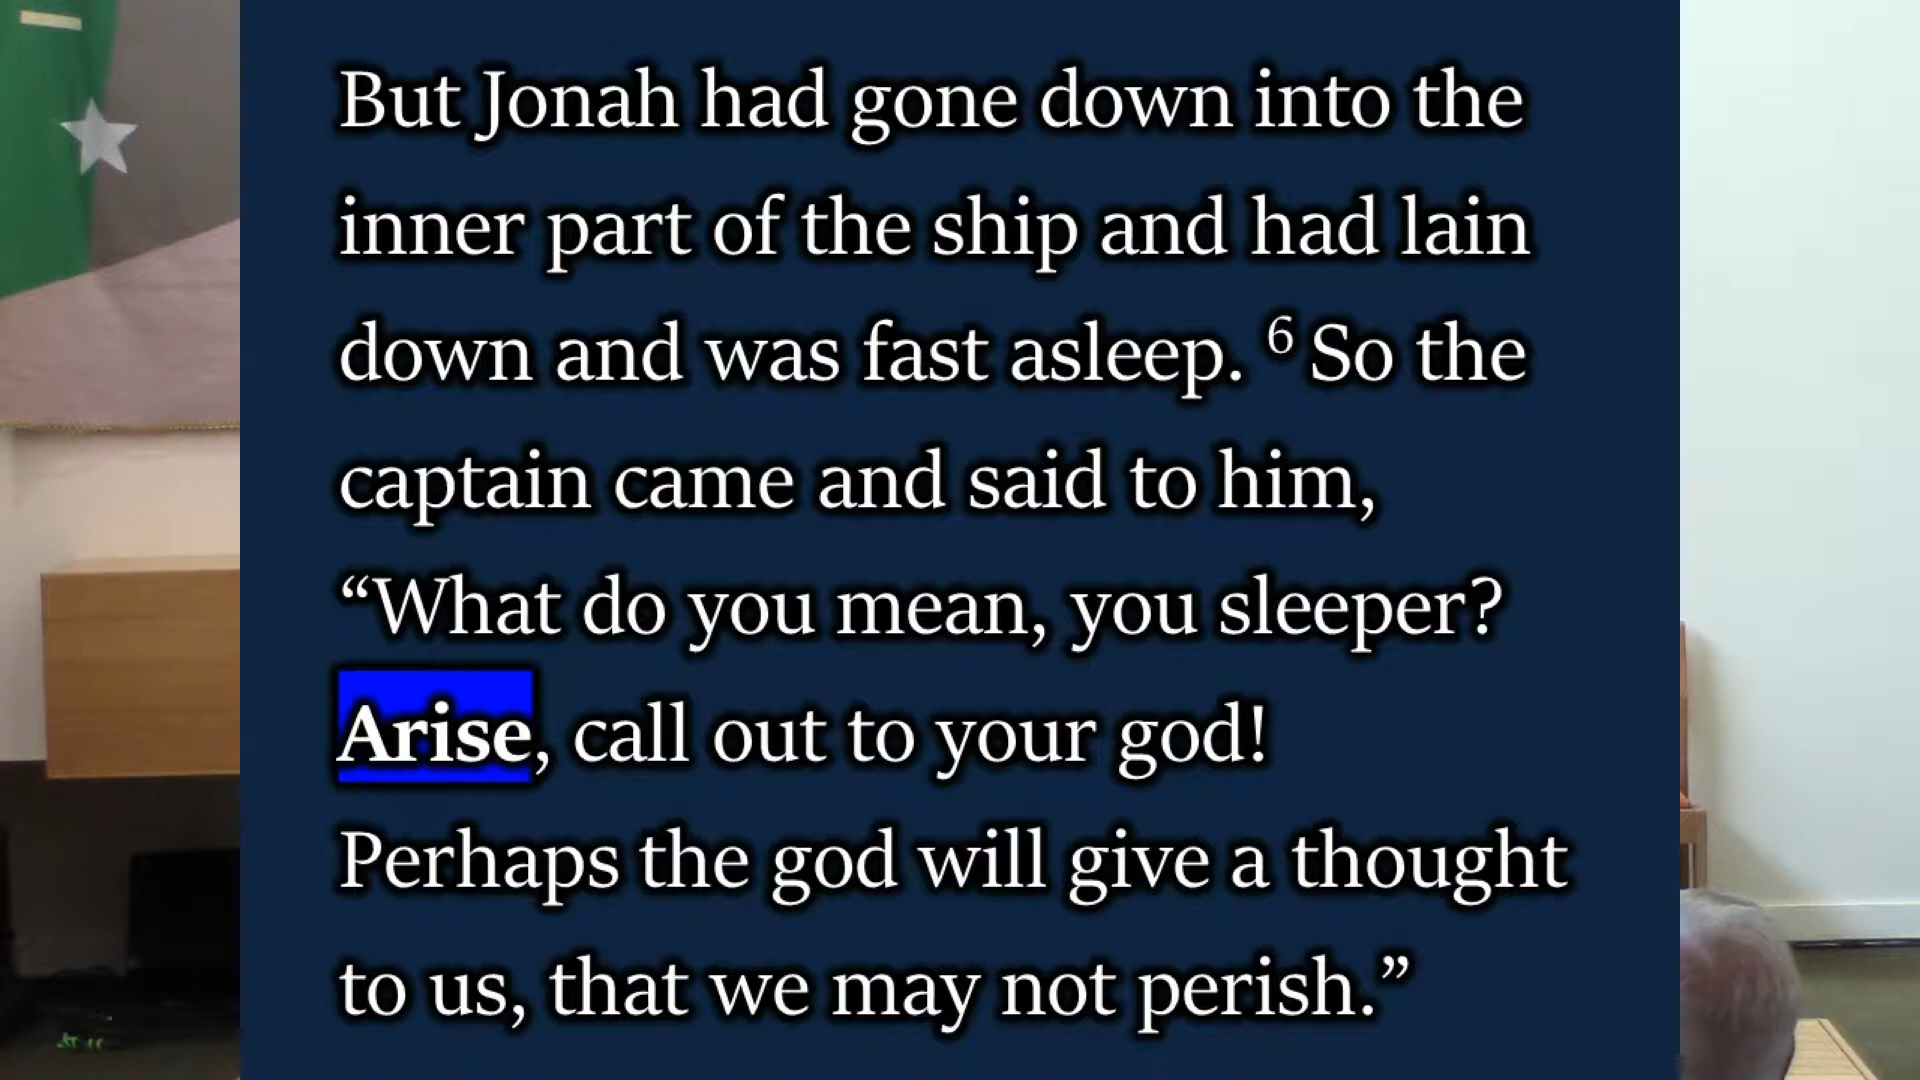 But Jonah had gone down into the
inner part of the ship and had lain
down and was fast asleep. ⁶ So the
captain came and said to him,
“What do you mean, you sleeper?
Arise, call out to your god!
Perhaps the god will give a thought
to us, that we may not perish.”